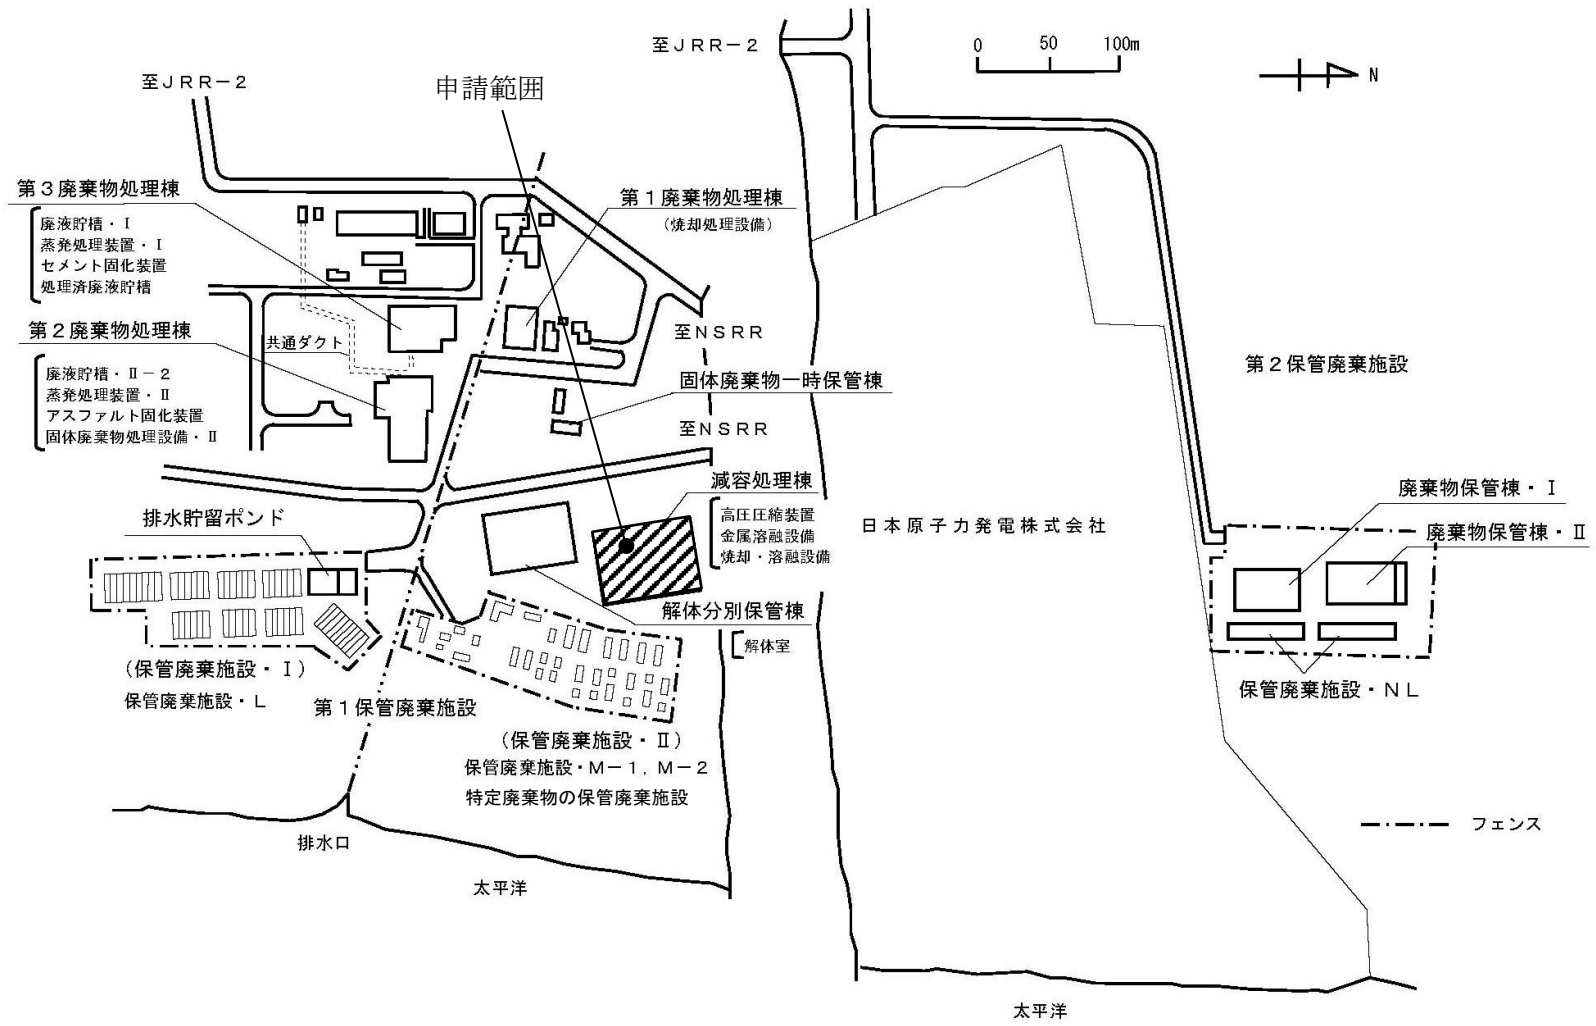 至ＪＲＲ－２
0 50 100m
N
至ＪＲＲ－２
申請範囲
第３廃棄物処理棟
廃液貯槽・Ⅰ
蒸発処理装置・Ⅰ
セメント固化装置
処理済廃液貯槽
第１廃棄物処理棟
（焼却処理設備）
第２廃棄物処理棟
廃液貯槽・Ⅱ－２
蒸発処理装置・Ⅱ
アスファルト固化装置
固体廃棄物処理設備・Ⅱ
共通ダクト
至ＮＳＲＲ
固体廃棄物一時保管棟
至ＮＳＲＲ
第２保管廃棄施設
減容処理棟
高圧圧縮装置
金属溶融設備
焼却・溶融設備
排水貯留ポンド
日本原子力発電株式会社
廃棄物保管棟・Ⅰ
廃棄物保管棟・Ⅱ
解体分別保管棟
解体室
（保管廃棄施設・Ⅰ）
保管廃棄施設・Ｌ
第１保管廃棄施設
保管廃棄施設・ＮＬ
（保管廃棄施設・Ⅱ）
保管廃棄施設・Ｍ－１，Ｍ－２
特定廃棄物の保管廃棄施設
フェンス
排水口
太平洋
太平洋